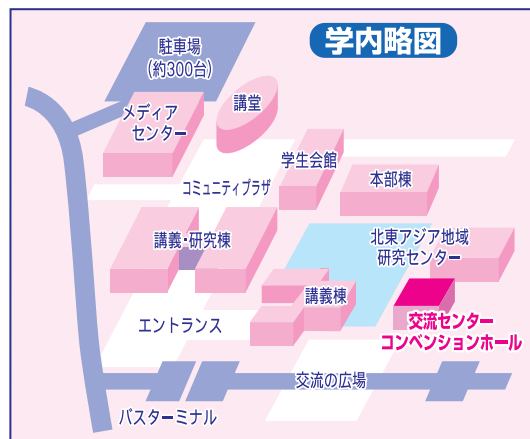 学内略図
駐車場
(約300台)
講堂
メディア
センター
学生会館
本部棟
コミュニティプラザ
講義・研究棟
北東アジア地域
研究センター
講義棟
エントランス
交流センター
コンベンションホール
交流の広場
バスターミナル